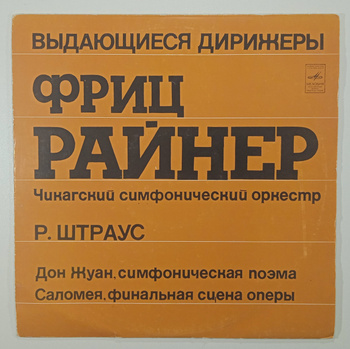 ВЫДАЮЩИЕСЯ ДИРИЖЕРЫ
ФРИЦ
РАЙНЕР
Чикагский симфонический оркестр
Р. ШТРАУС
Дон Жуан, симфоническая поэма
Саломея, финальная сцена оперы